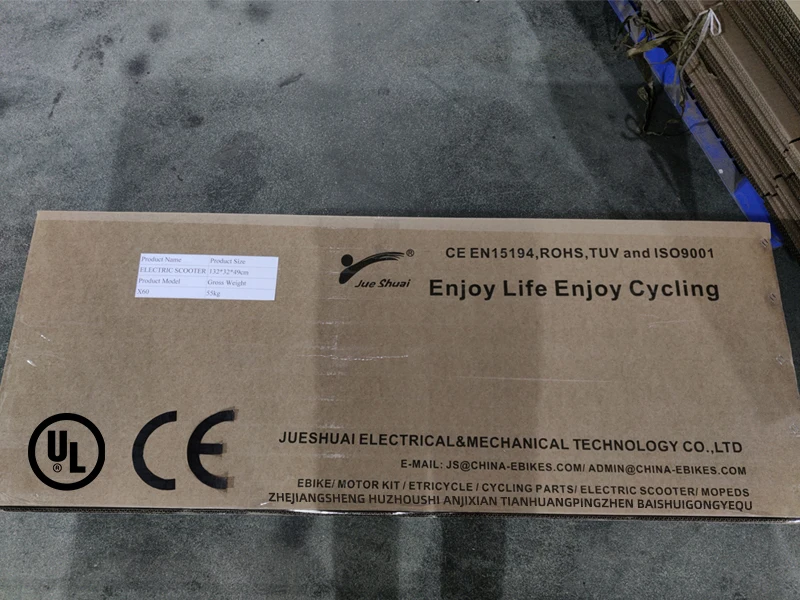 Product Name Product Size
ELECTRIC SCOOTER 132*32*49cm
Product Model Gross Weight
X60 55kg
Jue Shuai ®
CE EN15194,ROHS,TUV and ISO9001
Enjoy Life Enjoy Cycling
UL ®
CE
JUESHUAI ELECTRICAL&MECHANICAL TECHNOLOGY CO.,LTD
E-MAIL: JS@CHINA-EBIKES.COM/ ADMIN@CHINA-EBIKES.COM
EBIKE/ MOTOR KIT / ETRICYCLE / CYCLING PARTS/ ELECTRIC SCOOTER/ MOPEDS
ZHEJIANGSHENG HUZHOUSHI ANJIXIAN TIANHUANGPINGZHEN BAISHUIGONGYEQU